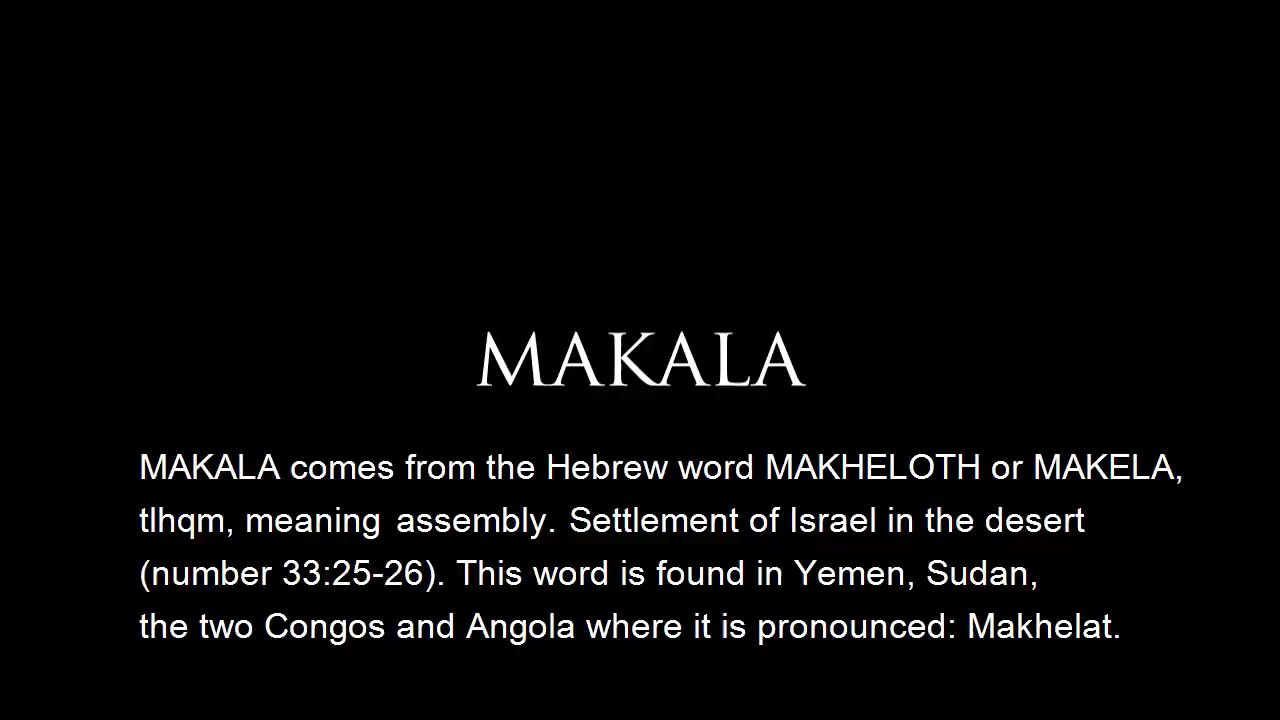 MAKALA
MAKALA comes from the Hebrew word MAKHELOTH or MAKELA,
tlhqm, meaning assembly. Settlement of Israel in the desert
(number 33:25-26). This word is found in Yemen, Sudan,
the two Congos and Angola where it is pronounced: Makhelat.